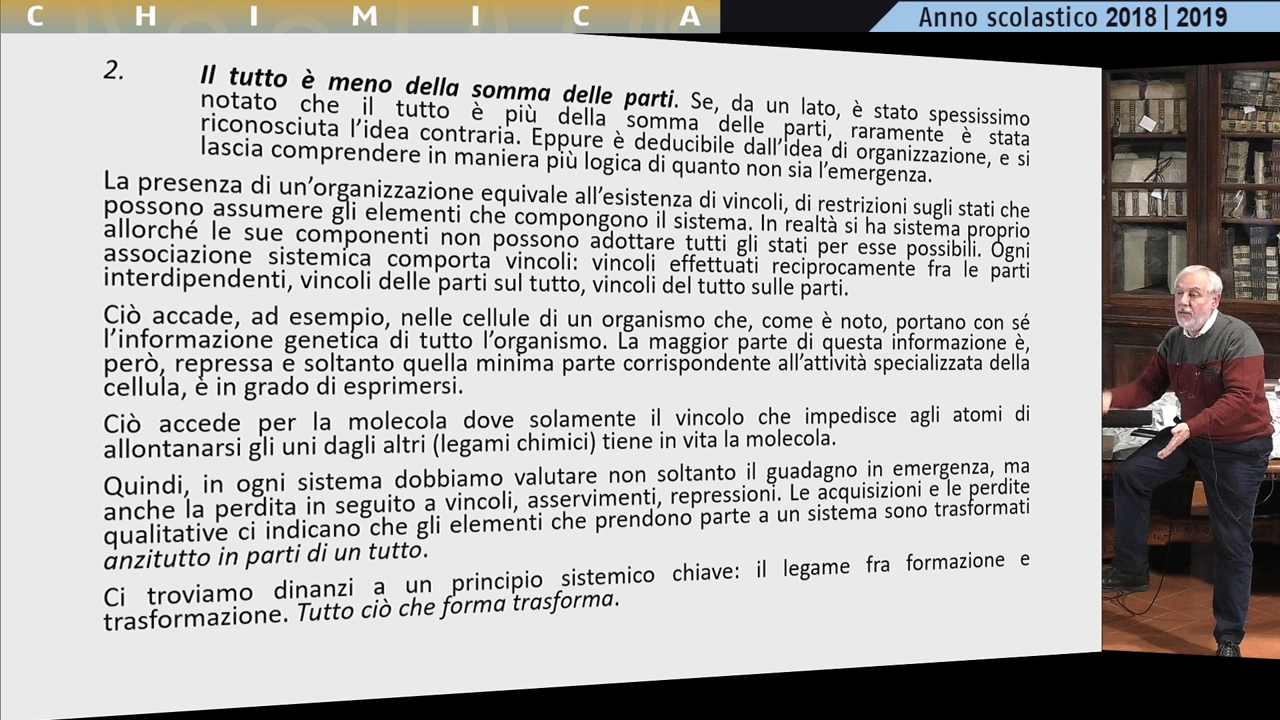 C H I M I C A
Anno scolastico 2018 | 2019
2. Il tutto è meno della somma delle parti. Se, da un lato, è stato spessissimo
notato che il tutto è più della somma delle parti, raramente è stata
riconosciuta l'idea contraria. Eppure è deducibile dall'idea di organizzazione, e si
lascia comprendere in maniera più logica di quanto non sia l'emergenza.
La presenza di un'organizzazione equivale all'esistenza di vincoli, di restrizioni sugli stati che
possono assumere gli elementi che compongono il sistema. In realtà si ha sistema proprio
allorché le sue componenti non possono adottare tutti gli stati per esse possibili. Ogni
associazione sistemica comporta vincoli: vincoli effettuati reciprocamente fra le parti
interdipendenti, vincoli delle parti sul tutto, vincoli del tutto sulle parti.
Ciò accade, ad esempio, nelle cellule di un organismo che, come è noto, portano con sé
l'informazione genetica di tutto l'organismo. La maggior parte di questa informazione è,
però, repressa e soltanto quella minima parte corrispondente all'attività specializzata della
cellula, è in grado di esprimersi.
Ciò accede per la molecola dove solamente il vincolo che impedisce agli atomi di
allontanarsi gli uni dagli altri (legami chimici) tiene in vita la molecola.
Quindi, in ogni sistema dobbiamo valutare non soltanto il guadagno in emergenza, ma
anche la perdita in seguito a vincoli, asservimenti, repressioni. Le acquisizioni e le perdite
qualitative ci indicano che gli elementi che prendono parte a un sistema sono trasformati
anzitutto in parti di un tutto.
Ci troviamo dinanzi a un principio sistemico chiave: il legame fra formazione e
trasformazione. Tutto ciò che forma trasforma.